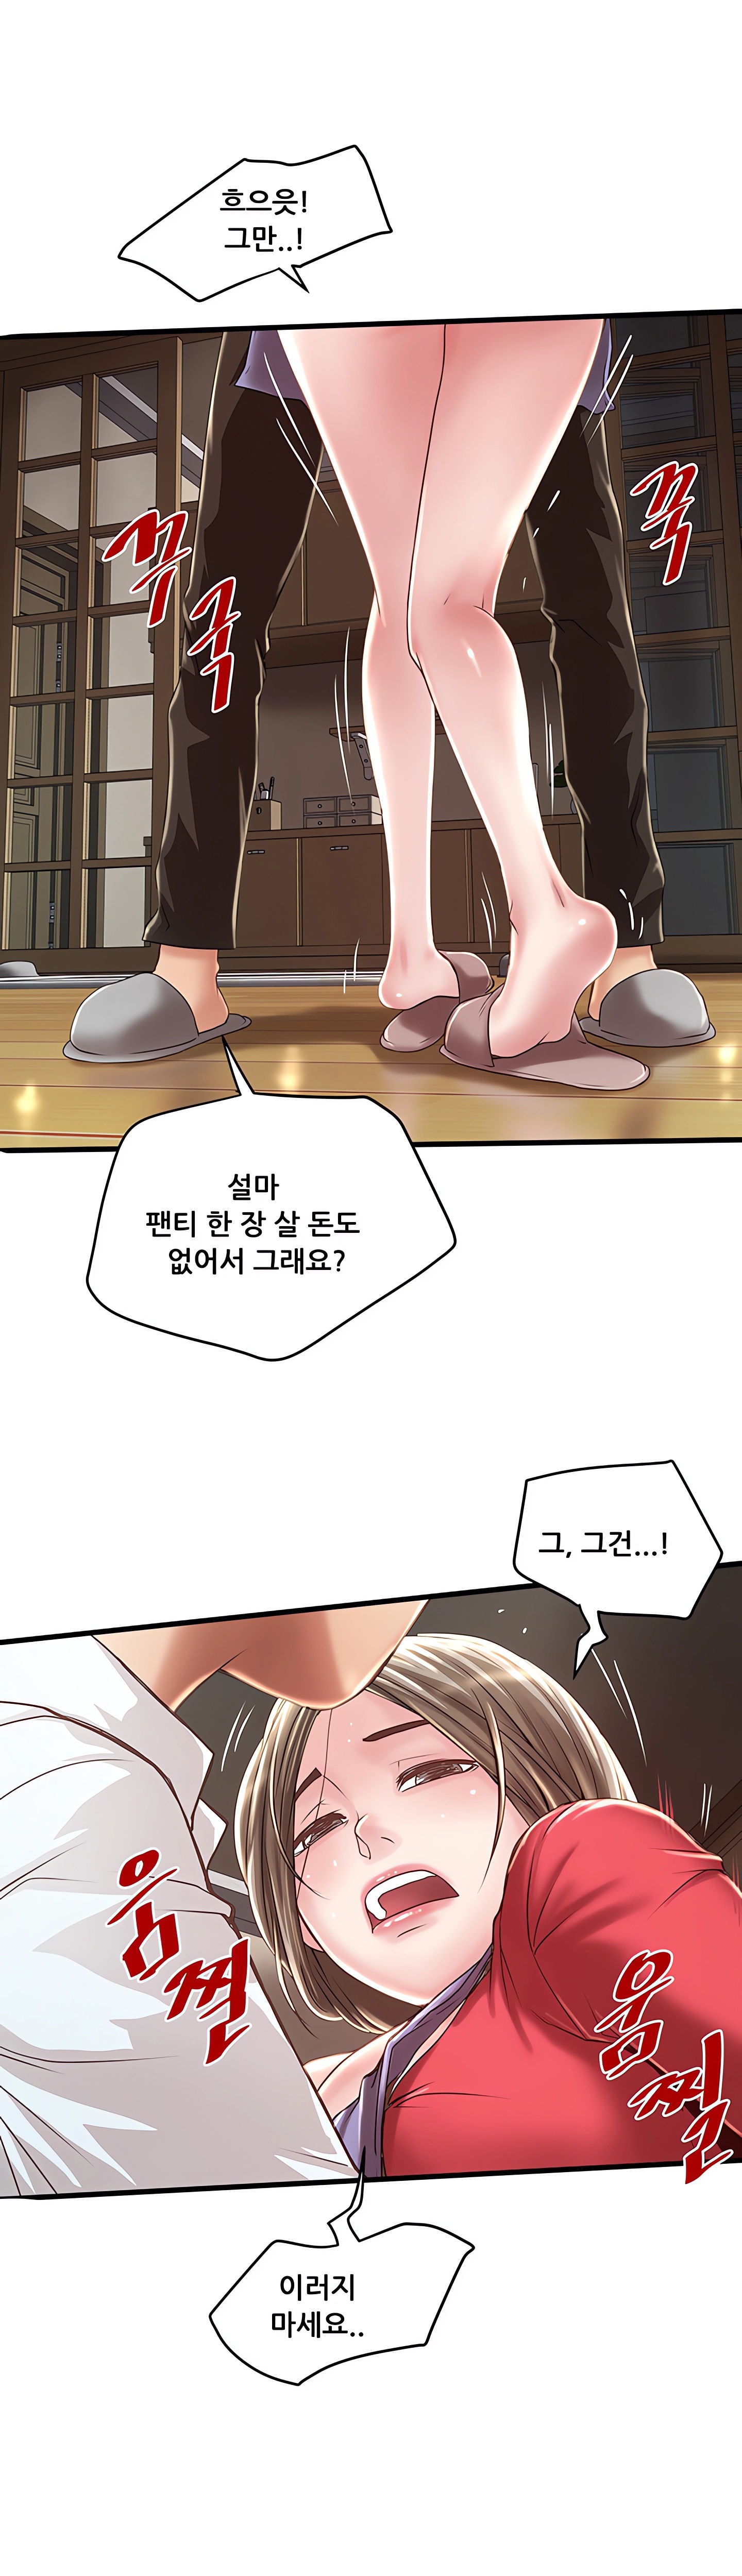 흐으읏!
그만..!
꾸욱
꾹
설마
팬티 한 장 살 돈도
없어서 그래요?
그, 그건...!
움찔
움찔
이러지
마세요..